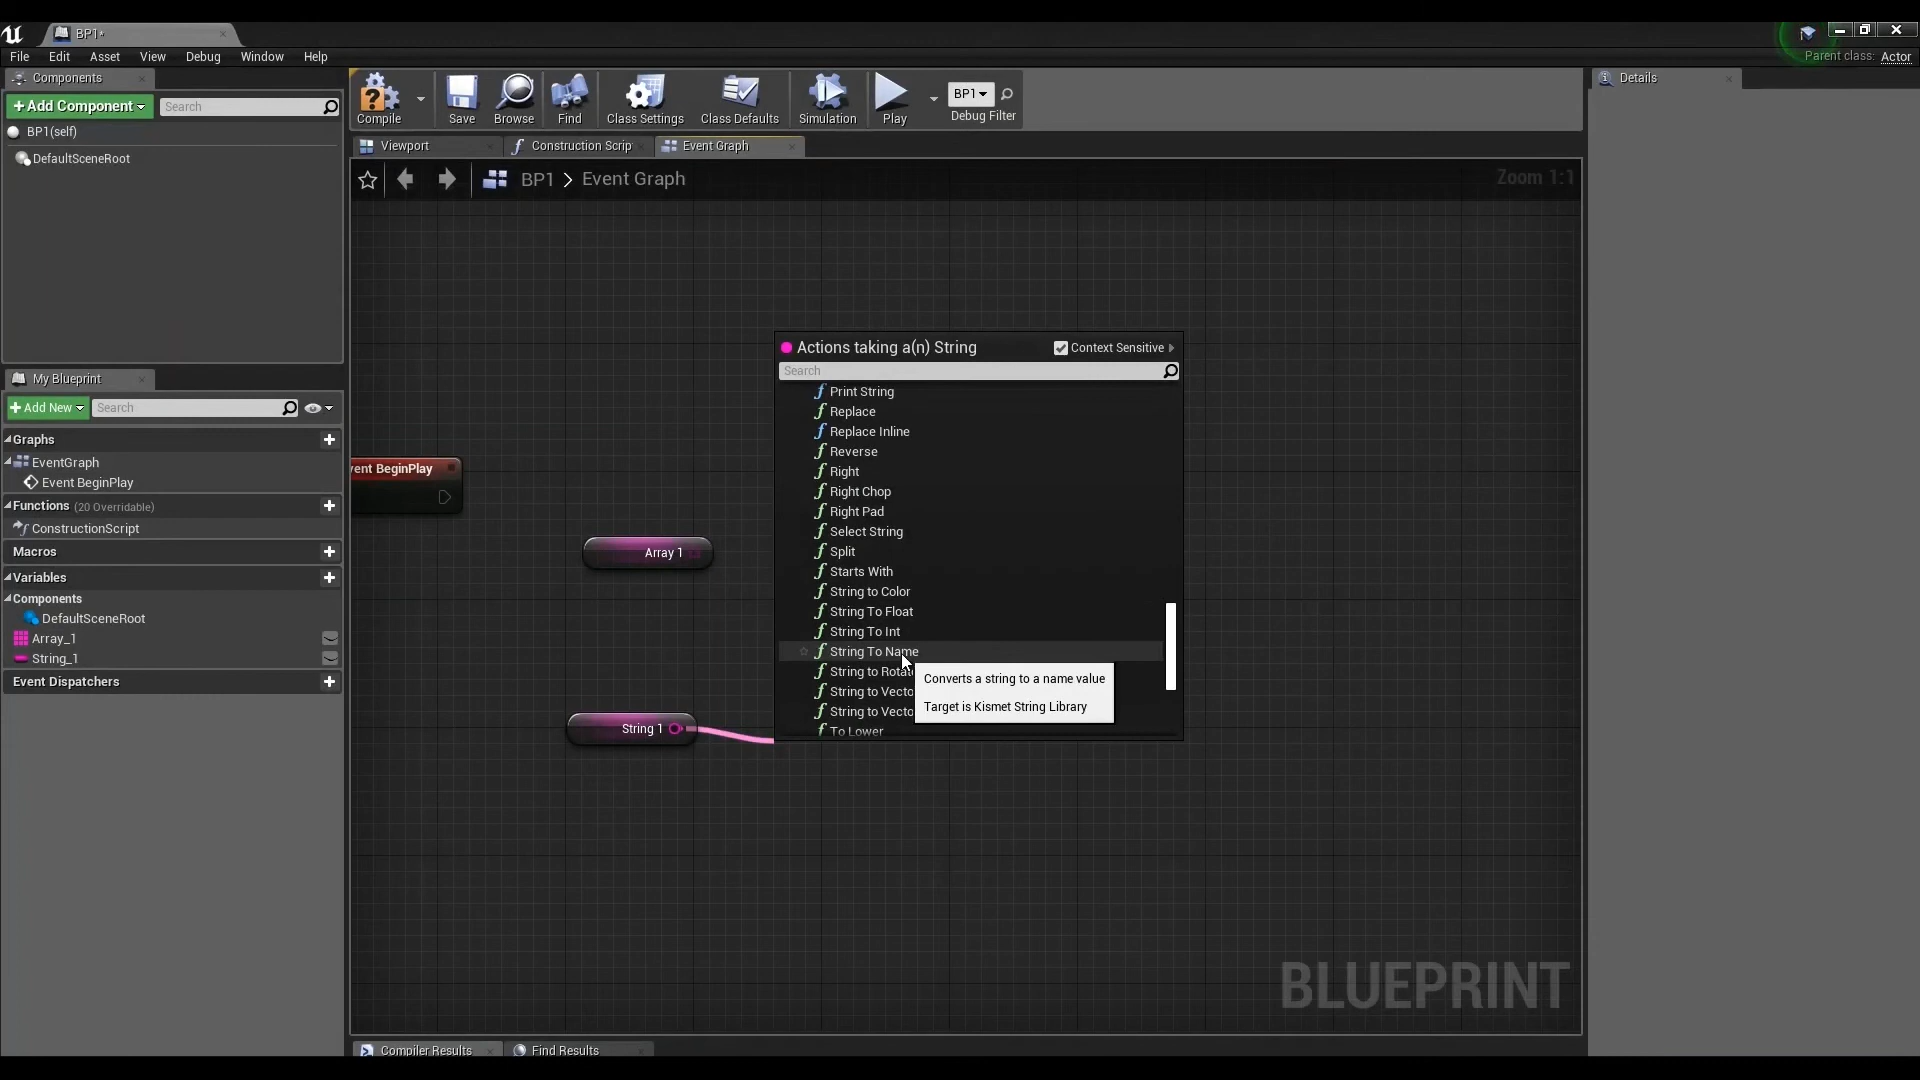 BP1*
File Edit Asset View Debug Window Help
Parent class: Actor
Components
Add Component
Search
BP1(self)
DefaultSceneRoot
My Blueprint
Add New
Search
Graphs
EventGraph
Event BeginPlay
Functions (20 Overridable)
ConstructionScript
Macros
Variables
Components
DefaultSceneRoot
Array_1
String_1
Event Dispatchers
Compile
Save
Browse
Find
Class Settings
Class Defaults
Simulation
Play
BP1
Debug Filter
Viewport
Construction Scrip
Event Graph
BP1 > Event Graph
Zoom 1:1
vent BeginPlay
Array 1
String 1
Actions taking a(n) String
Context Sensitive
Search
Print String
Replace
Replace Inline
Reverse
Right
Right Chop
Right Pad
Select String
Split
Starts With
String to Color
String To Float
String To Int
String To Name
String to Rotat
String to Vecto
String to Vecto
To Lower
Converts a string to a name value
Target is Kismet String Library
BLUEPRINT
Compiler Results
Find Results
Details